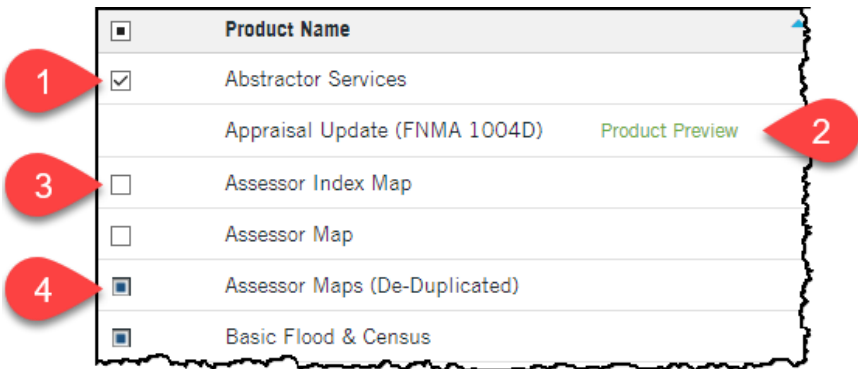 Product Name
1 Abstractor Services
Appraisal Update (FNMA 1004D) Product Preview 2
3 Assessor Index Map
Assessor Map
4 Assessor Maps (De-Duplicated)
Basic Flood & Census